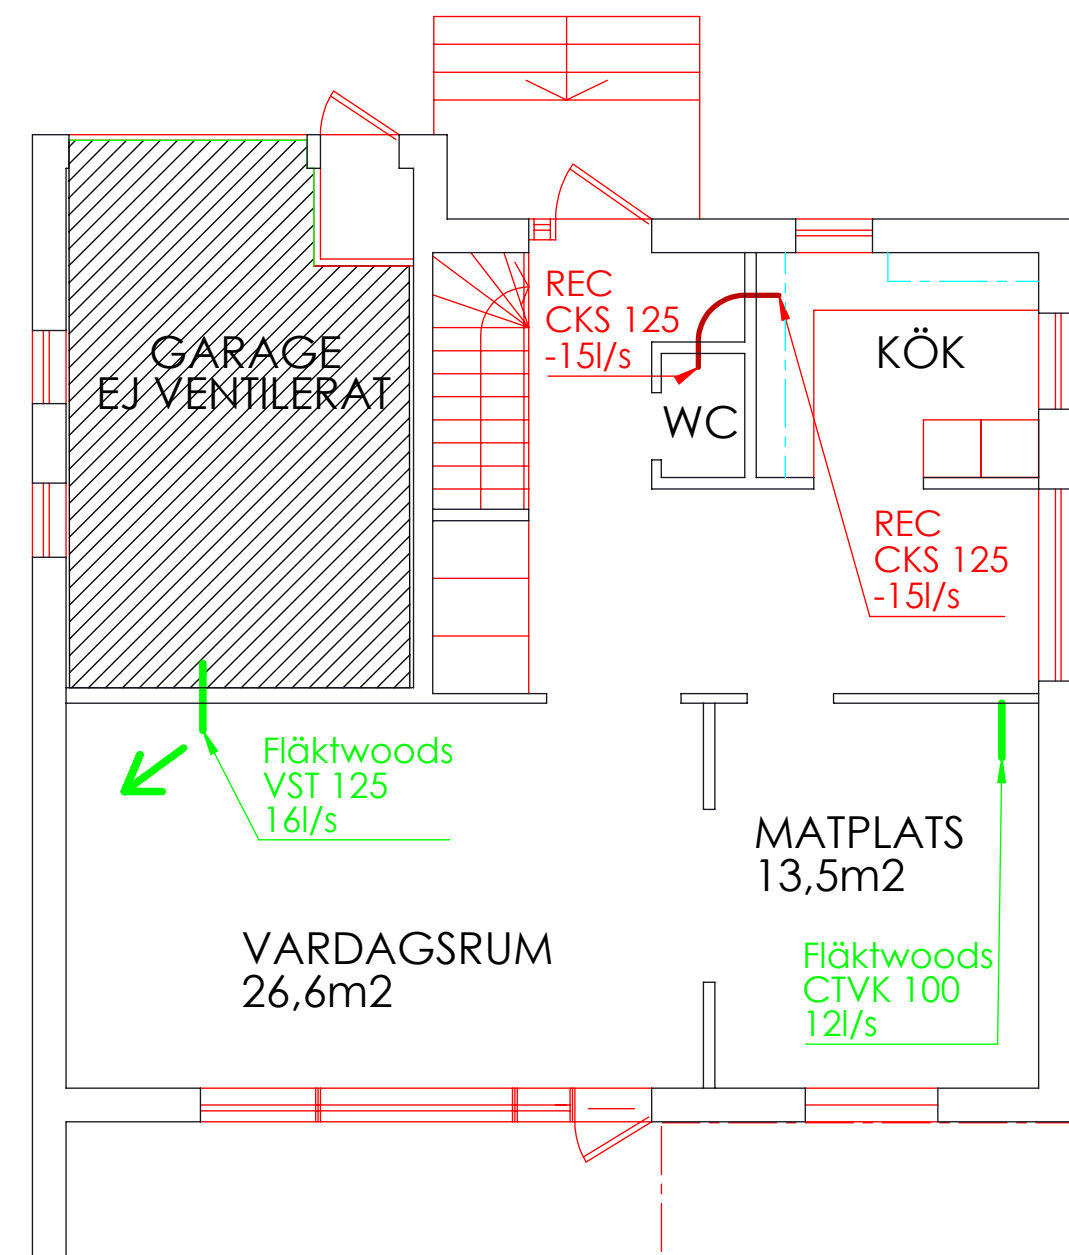 REC
CKS 125
-15l/s
GARAGE
EJ VENTILERAT
KÖK
WC
REC
CKS 125
-15l/s
Fläktwoods
VST 125
16l/s
MATPLATS
13,5m2
VARDAGSRUM
26,6m2
Fläktwoods
CTVK 100
12l/s